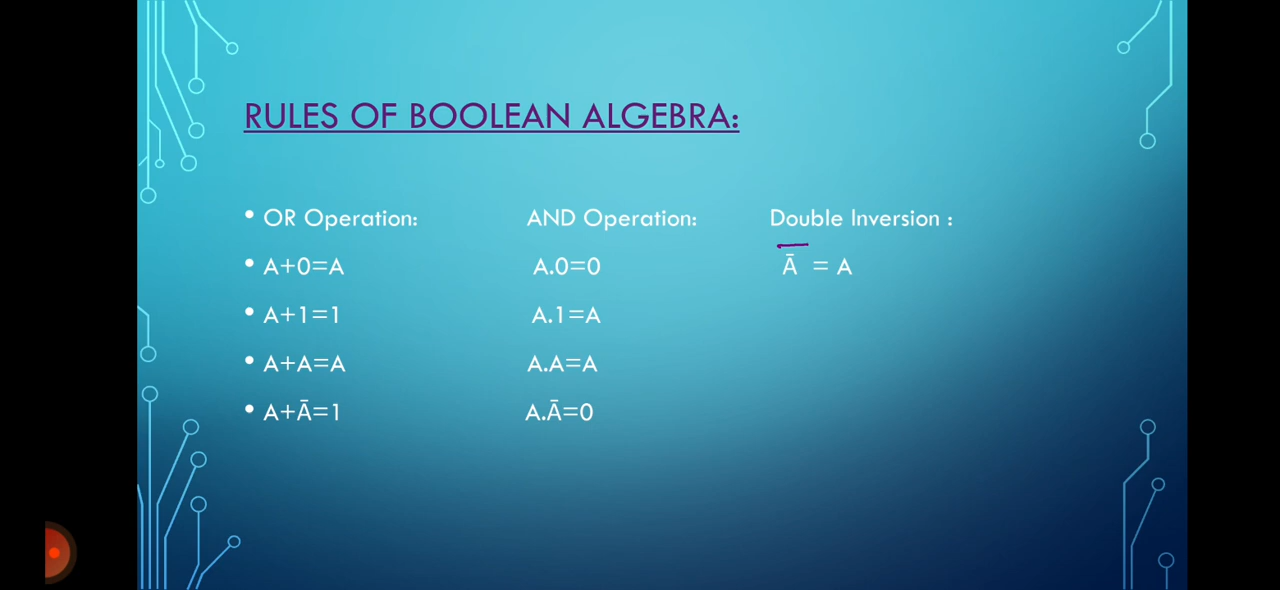 RULES OF BOOLEAN ALGEBRA:
• OR Operation: AND Operation: Double Inversion :
• A+0=A A.0=0 Ā̄ = A
• A+1=1 A.1=A
• A+A=A A.A=A
• A+Ā=1 A.Ā=0